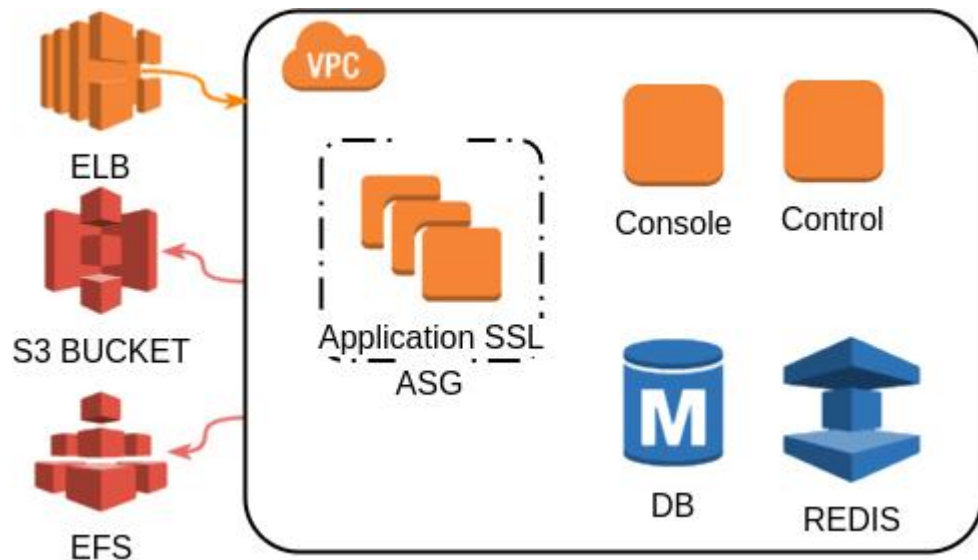 VPC
ELB
Console
Control
S3 BUCKET
Application SSL
ASG
M
DB
REDIS
EFS